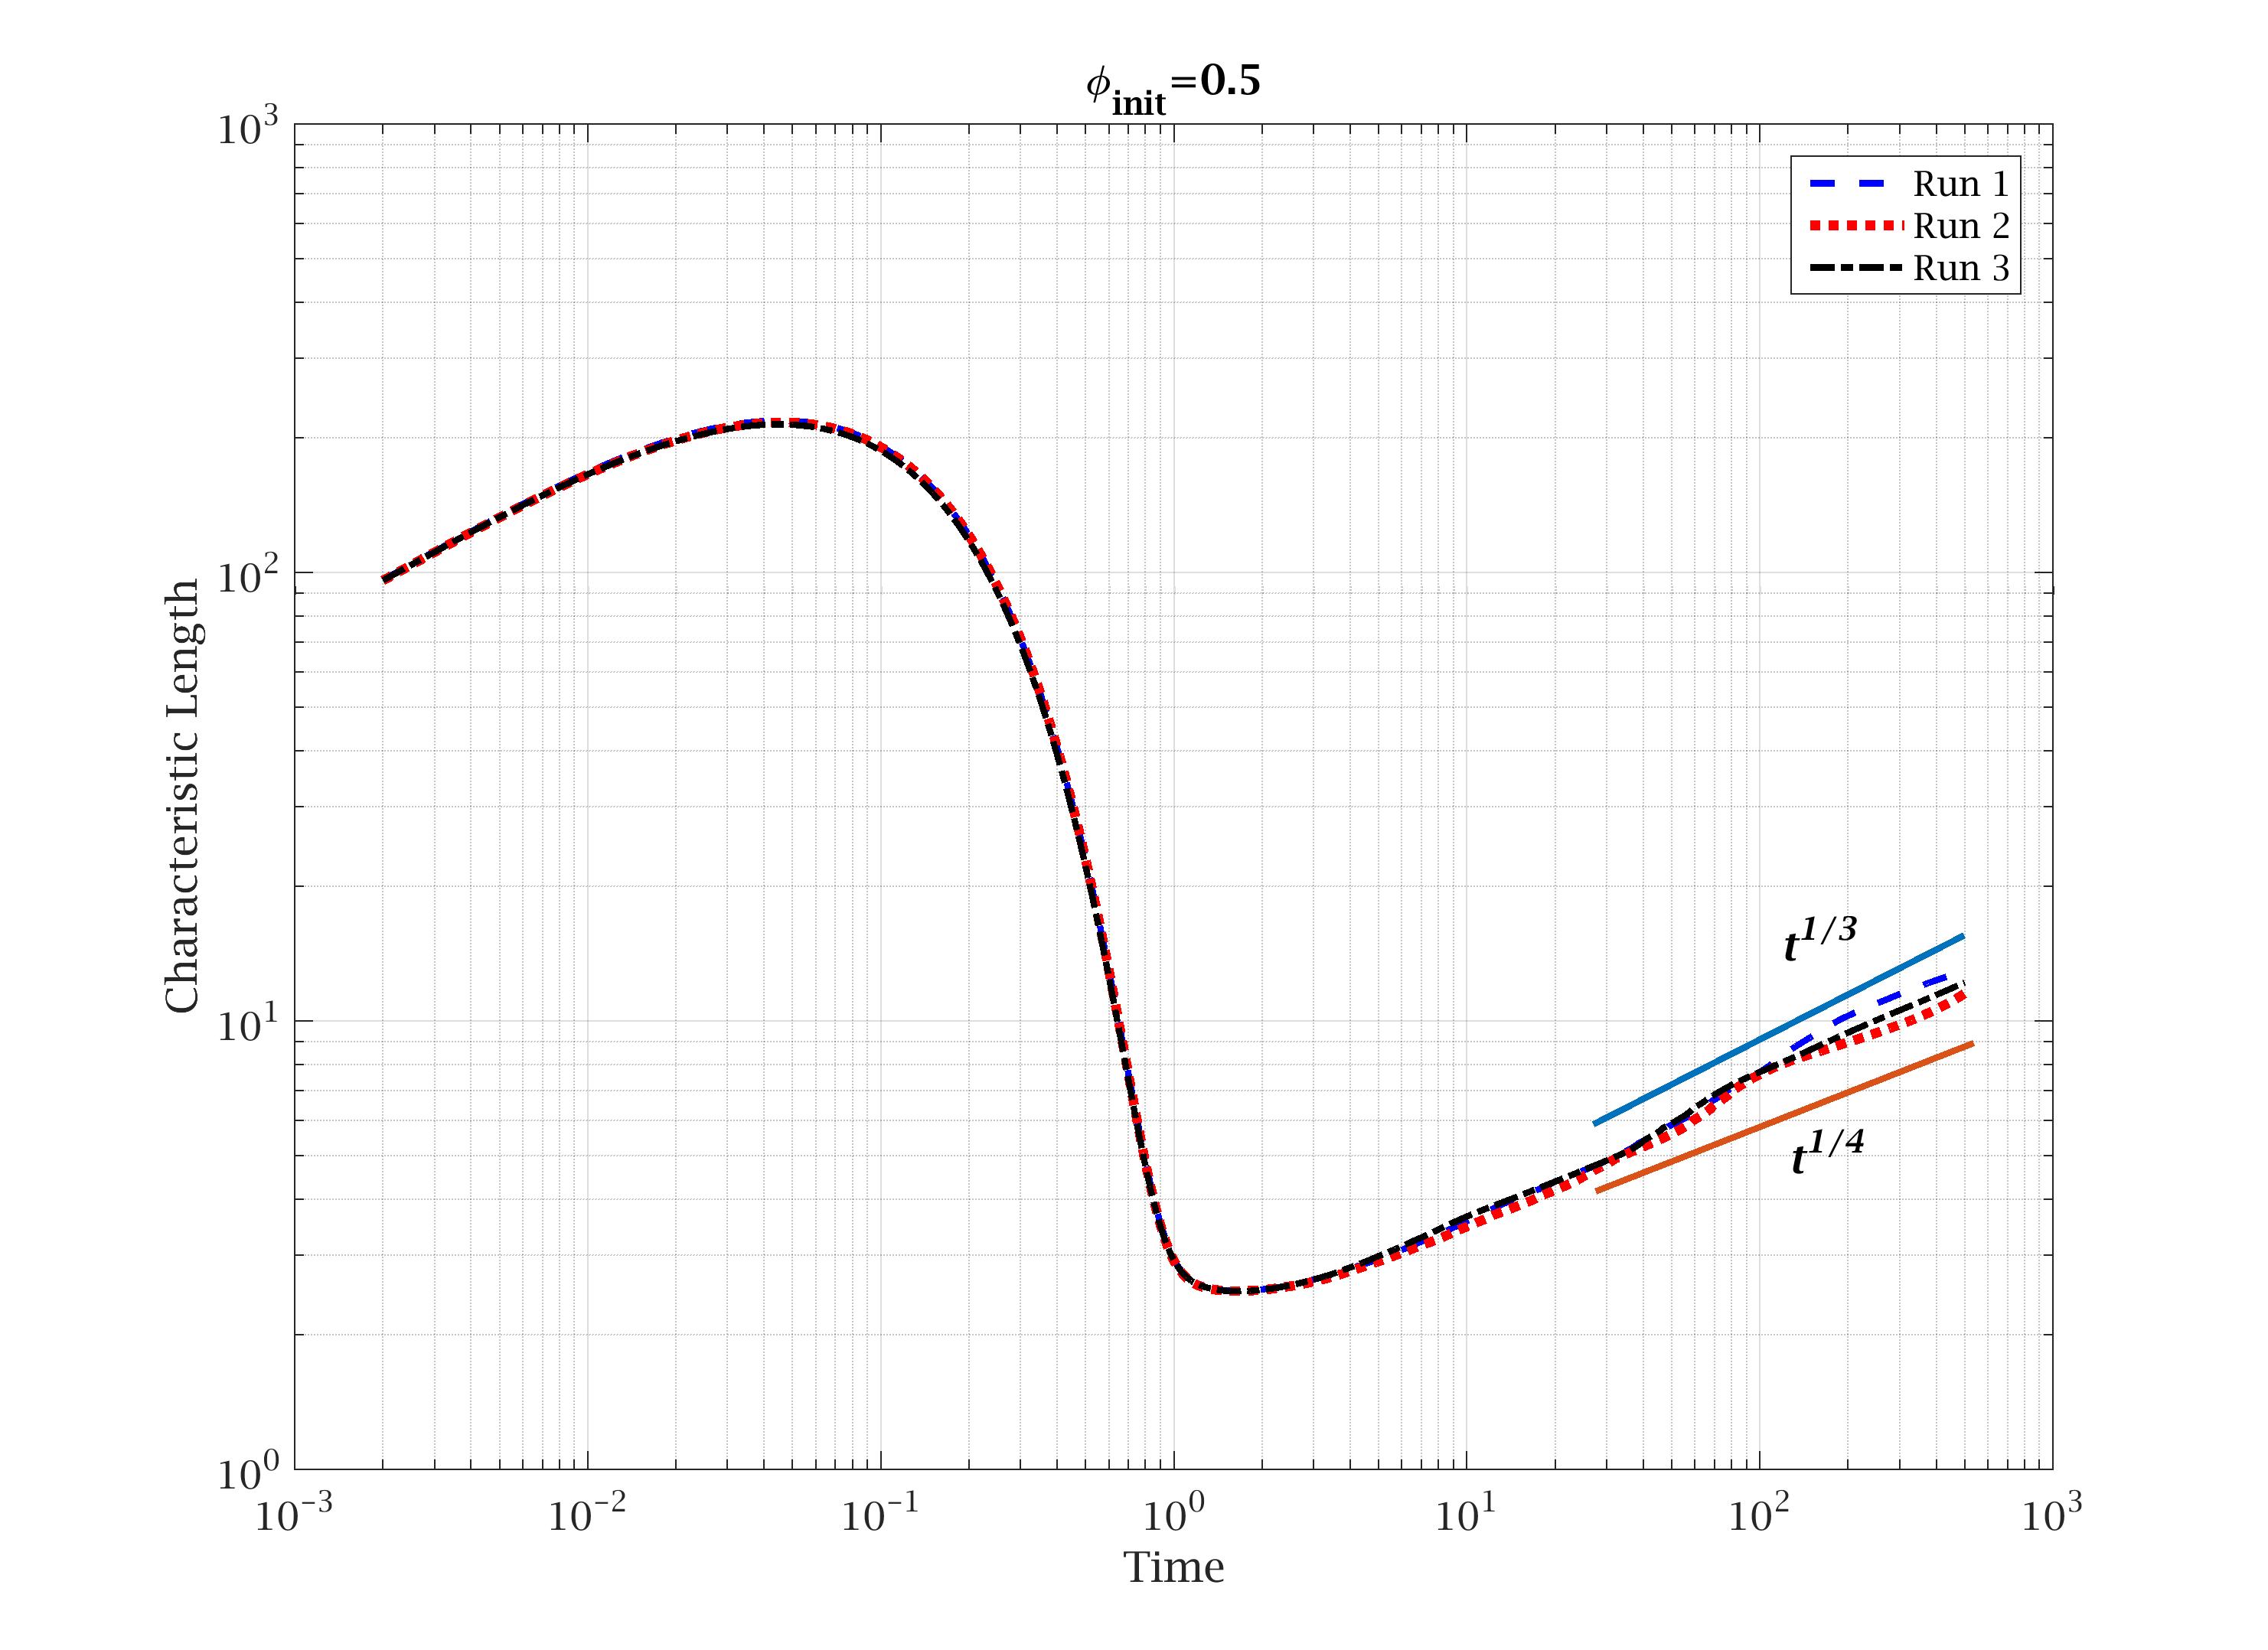 ϕinit=0.5
10³
Run 1
Run 2
Run 3
10²
Characteristic Length
t¹/³
10¹
t¹/⁴
10⁰
10⁻³ 10⁻² 10⁻¹ 10⁰ 10¹ 10² 10³
Time